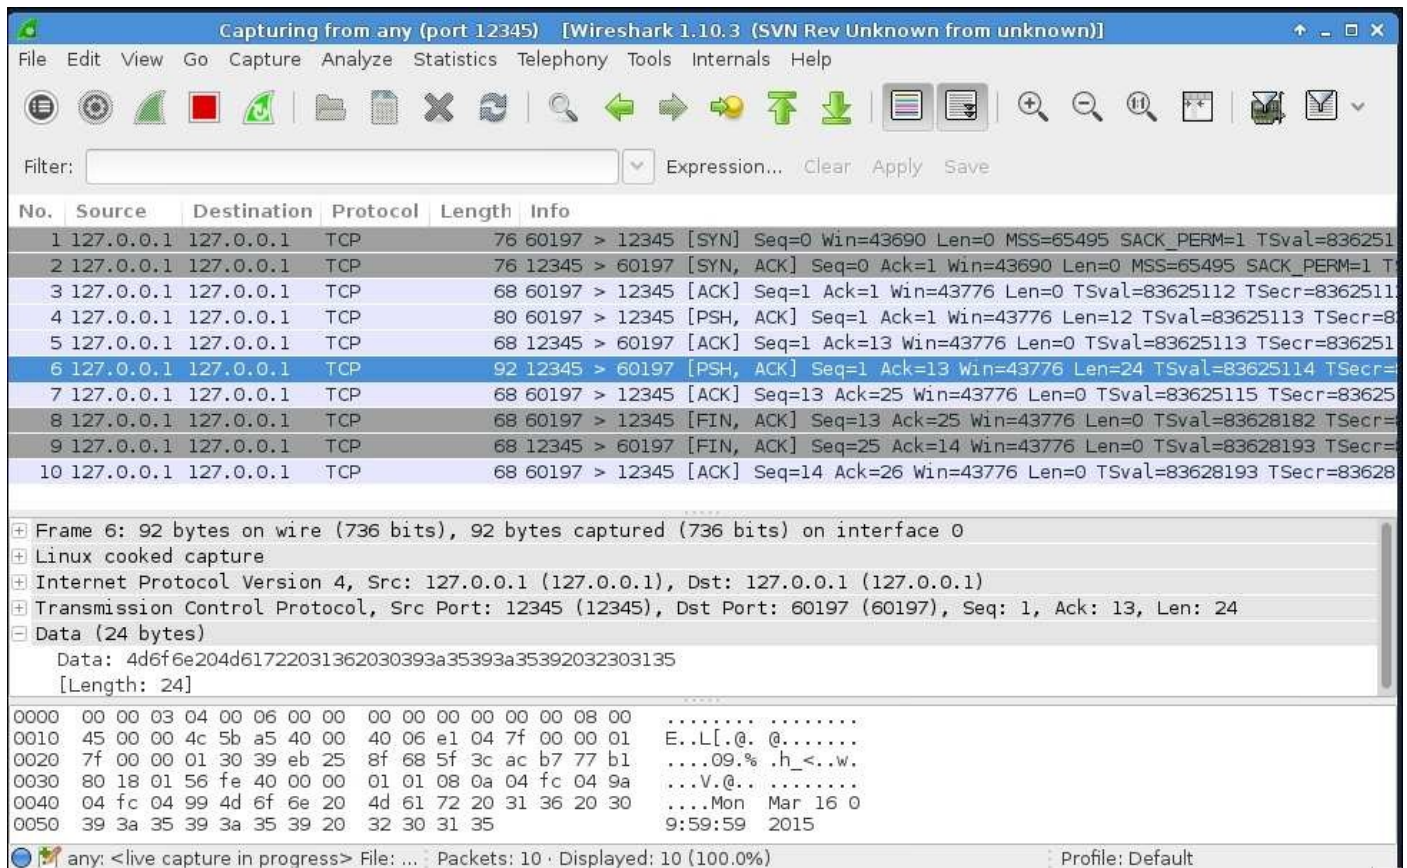 Capturing from any (port 12345) [Wireshark 1.10.3 (SVN Rev Unknown from unknown)]
File Edit View Go Capture Analyze Statistics Telephony Tools Internals Help
Filter: Expression... Clear Apply Save
No. Source Destination Protocol Length Info
1 127.0.0.1 127.0.0.1 TCP 76 60197 > 12345 [SYN] Seq=0 Win=43690 Len=0 MSS=65495 SACK_PERM=1 TSval=836251
2 127.0.0.1 127.0.0.1 TCP 76 12345 > 60197 [SYN, ACK] Seq=0 Ack=1 Win=43690 Len=0 MSS=65495 SACK_PERM=1 T
3 127.0.0.1 127.0.0.1 TCP 68 60197 > 12345 [ACK] Seq=1 Ack=1 Win=43776 Len=0 TSval=83625112 TSecr=8362511
4 127.0.0.1 127.0.0.1 TCP 80 60197 > 12345 [PSH, ACK] Seq=1 Ack=1 Win=43776 Len=12 TSval=83625113 TSecr=8
5 127.0.0.1 127.0.0.1 TCP 68 12345 > 60197 [ACK] Seq=1 Ack=13 Win=43776 Len=0 TSval=83625113 TSecr=836251
6 127.0.0.1 127.0.0.1 TCP 92 12345 > 60197 [PSH, ACK] Seq=1 Ack=13 Win=43776 Len=24 TSval=83625114 TSecr=
7 127.0.0.1 127.0.0.1 TCP 68 60197 > 12345 [ACK] Seq=13 Ack=25 Win=43776 Len=0 TSval=83625115 TSecr=83625
8 127.0.0.1 127.0.0.1 TCP 68 60197 > 12345 [FIN, ACK] Seq=13 Ack=25 Win=43776 Len=0 TSval=83628182 TSecr=
9 127.0.0.1 127.0.0.1 TCP 68 12345 > 60197 [FIN, ACK] Seq=25 Ack=14 Win=43776 Len=0 TSval=83628193 TSecr=
10 127.0.0.1 127.0.0.1 TCP 68 60197 > 12345 [ACK] Seq=14 Ack=26 Win=43776 Len=0 TSval=83628193 TSecr=83628
Frame 6: 92 bytes on wire (736 bits), 92 bytes captured (736 bits) on interface 0
Linux cooked capture
Internet Protocol Version 4, Src: 127.0.0.1 (127.0.0.1), Dst: 127.0.0.1 (127.0.0.1)
Transmission Control Protocol, Src Port: 12345 (12345), Dst Port: 60197 (60197), Seq: 1, Ack: 13, Len: 24
Data (24 bytes)
Data: 4d6f6e204d61722031362030393a35393a35392032303135
[Length: 24]
0000 00 00 03 04 00 06 00 00 00 00 00 00 00 00 08 00 ........ ........
0010 45 00 00 4c 5b a5 40 00 40 06 e1 04 7f 00 00 01 E..L[.@. @.......
0020 7f 00 00 01 30 39 eb 25 8f 68 5f 3c ac b7 77 b1 ....09.% .h_<..w.
0030 80 18 01 56 fe 40 00 00 01 01 08 0a 04 fc 04 9a ...V.@.. ........
0040 04 fc 04 99 4d 6f 6e 20 4d 61 72 20 31 36 20 30 ....Mon Mar 16 0
0050 39 3a 35 39 3a 35 39 20 32 30 31 35 9:59:59 2015
any: <live capture in progress> File: ... Packets: 10 · Displayed: 10 (100.0%) Profile: Default